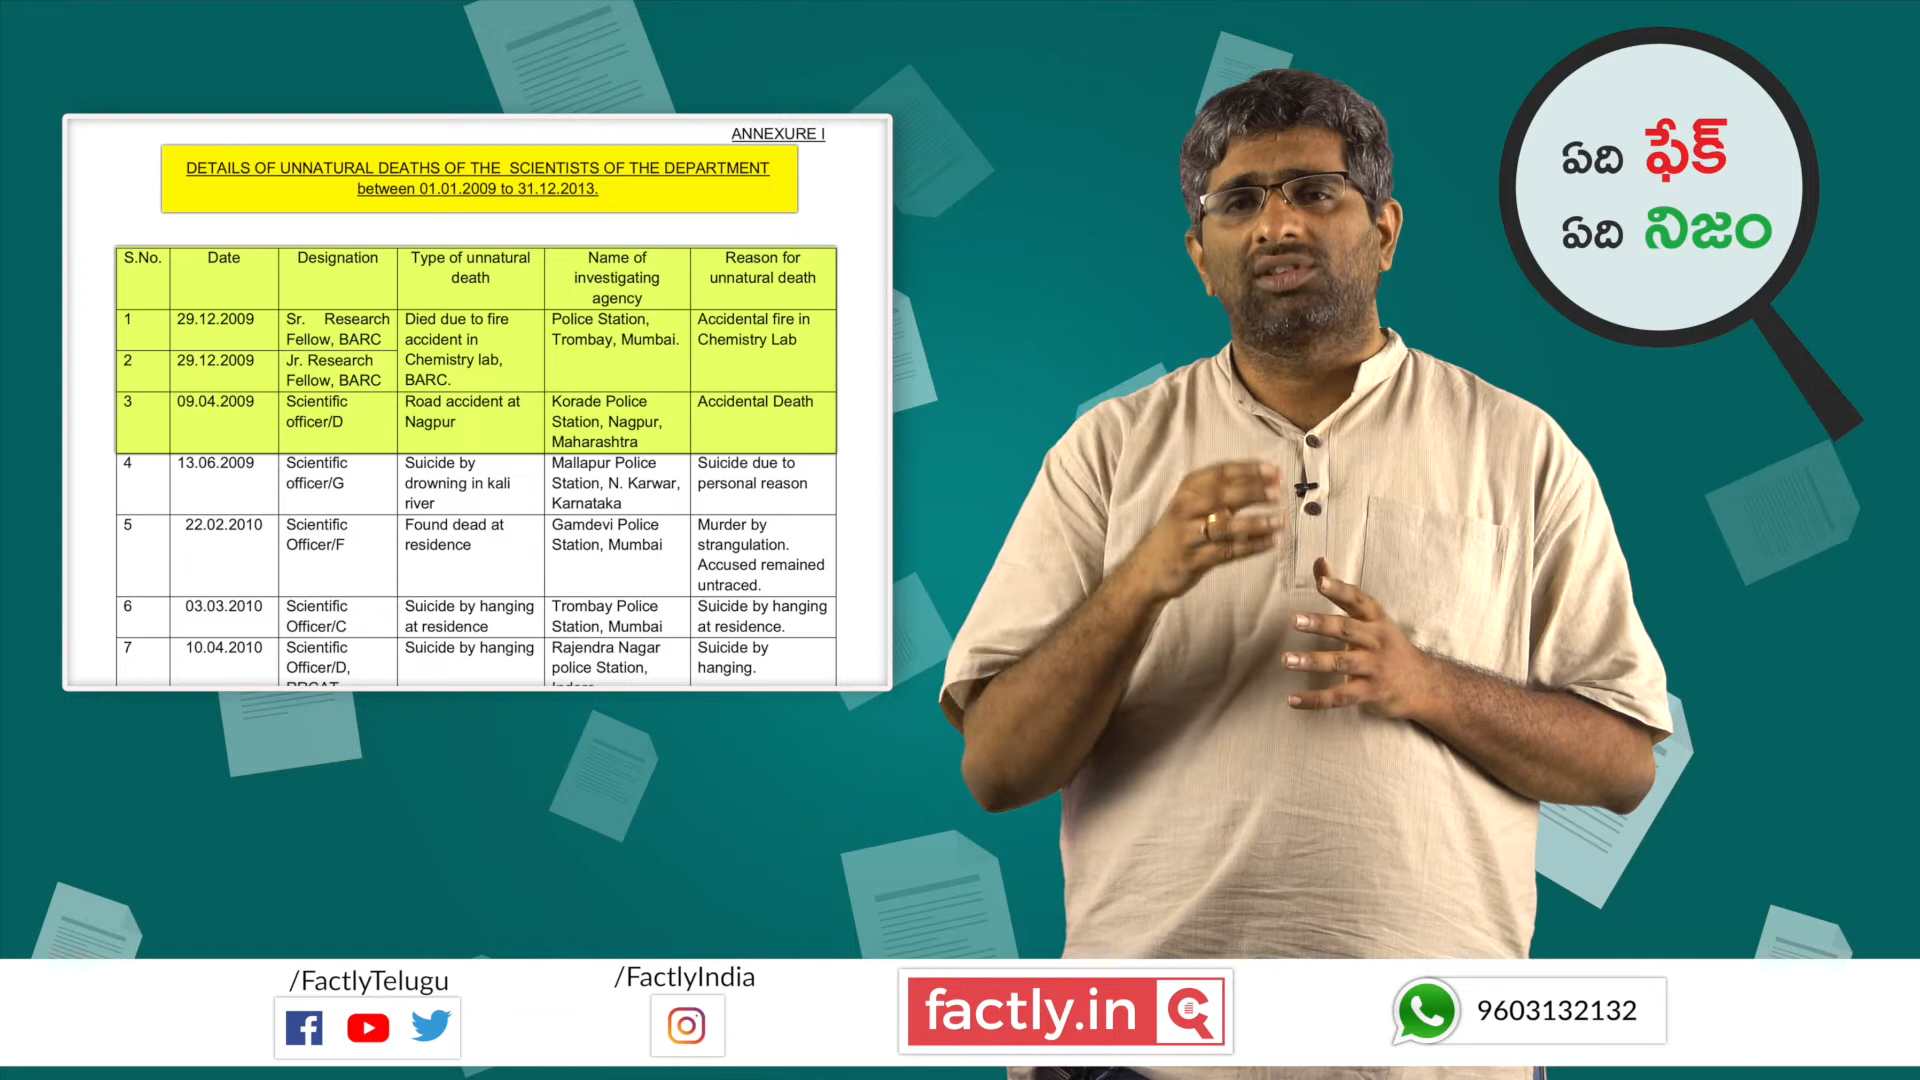 ANNEXURE I
DETAILS OF UNNATURAL DEATHS OF THE SCIENTISTS OF THE DEPARTMENT
between 01.01.2009 to 31.12.2013.
S.No. Date Designation Type of unnatural death Name of investigating agency Reason for unnatural death
1 29.12.2009 Sr. Research Fellow, BARC Died due to fire accident in Chemistry lab, BARC. Police Station, Trombay, Mumbai. Accidental fire in Chemistry Lab
2 29.12.2009 Jr. Research Fellow, BARC
3 09.04.2009 Scientific officer/D Road accident at Nagpur Korade Police Station, Nagpur, Maharashtra Accidental Death
4 13.06.2009 Scientific officer/G Suicide by drowning in kali river Mallapur Police Station, N. Karwar, Karnataka Suicide due to personal reason
5 22.02.2010 Scientific Officer/F Found dead at residence Gamdevi Police Station, Mumbai Murder by strangulation. Accused remained untraced.
6 03.03.2010 Scientific Officer/C Suicide by hanging at residence Trombay Police Station, Mumbai Suicide by hanging at residence.
7 10.04.2010 Scientific Officer/D, Suicide by hanging Rajendra Nagar police Station, Suicide by hanging.
ఏది ఫేక్
ఏది నిజం
/FactlyTelugu
/FactlyIndia
factly.in
9603132132